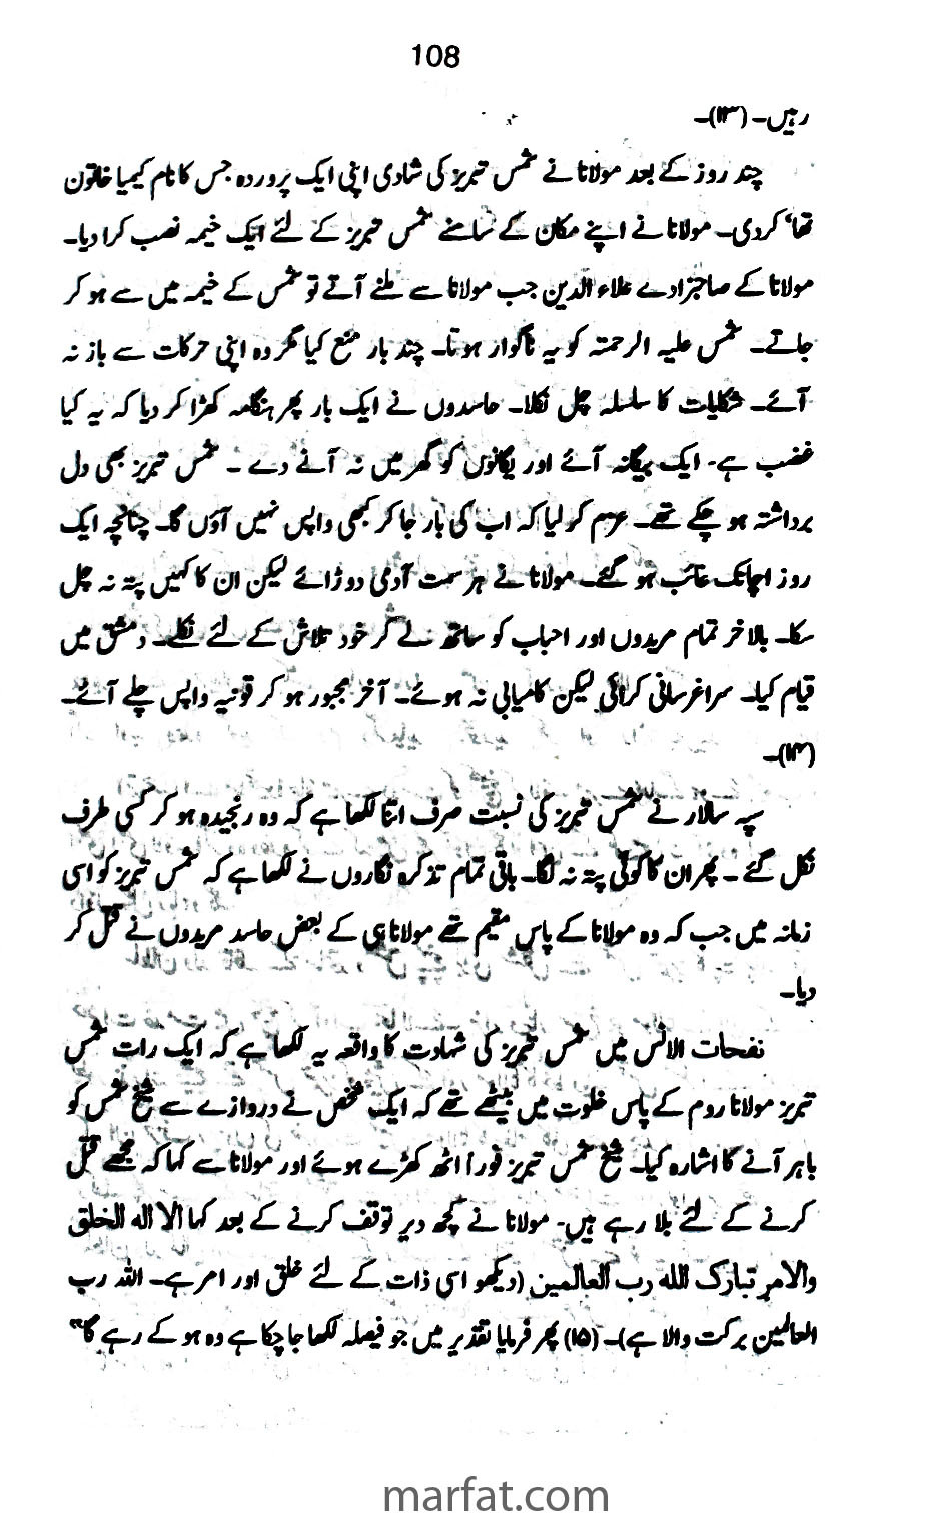 108
رہیں۔ (۱۳)۔
چند روز کے بعد مولانا نے شمس تبریز کی شادی اپنی ایک پروردہ جس کا نام کیمیا خاتون
تھا‘ کر دی۔ مولانا نے اپنے مکان کے سامنے شمس تبریز کے لئے ایک خیمہ نصب کرا دیا۔
مولانا کے صاجزادے علاء الدین جب مولانا سے ملنے آتے تو شمس کے خیمہ میں سے ہو کر
جاتے۔ شمس علیہ الرحمتہ کو یہ ناگوار ہوتا۔ چند بار منع کیا مگر وہ اپنی حرکات سے باز نہ
آئے۔ شکایات کا سلسلہ چل نکلا۔ حاسدوں نے ایک بار پھر ہنگامہ کھڑا کر دیا کہ یہ کیا
غضب ہے۔ ایک بیگانہ آئے اور یگانوں کو گھر میں نہ آنے دے ۔ شمس تبریز بھی دل
برداشتہ ہو چکے تھے۔ عزم کر لیا کہ اب کی بار جا کر کبھی واپس نہیں آؤں گا۔ چنانچہ ایک
روز اچانک غائب ہو گئے۔ مولانا نے ہر سمت آدمی دوڑائے لیکن ان کا کہیں پتہ نہ چل
سکا۔ بالا خر تمام مریدوں اور احباب کو ساتھ لے کر خود تلاش کے لئے نکلے۔ دمشق میں
قیام کیا۔ سراغرسانی کرائی لیکن کامیابی نہ ہوئے۔ آخر مجبور ہو کر قونیہ واپس چلے آئے۔
(۱۴)۔
سپہ سالار نے شمس تبریز کی نسبت صرف اتنا لکھا ہے کہ وہ رنجیدہ ہو کر کسی طرف
نکل گئے ۔ پھر ان کا کوئی پتہ نہ لگا۔ باقی تمام تذکرہ نگاروں نے لکھا ہے کہ شمس تبریز کو اسی
زمانہ میں جب کہ وہ مولانا کے پاس مقیم تھے مولانا ہی کے بعض حاسد مریدوں نے قتل کر
دیا۔
نفحات الانس میں شمس تبریز کی شہادت کا واقعہ یہ لکھا ہے کہ ایک رات شمس
تبریز مولانا روم کے پاس خلوت میں بیٹھے تھے کہ ایک شخص نے دروازے سے شیخ شمس کو
باہر آنے کا اشارہ کیا۔ شیخ شمس تبریز فوراً اٹھ کھڑے ہوئے اور مولانا سے کہا کہ مجھے قتل
کرنے کے لئے بلا رہے ہیں۔ مولانا نے کچھ دیر توقف کرنے کے بعد کہا الا الہ الخلق
والامر تبارک اللہ رب العالمین (دیکھو اسی ذات کے لئے خلق اور امر ہے۔ اللہ رب
العالمین برکت والا ہے)۔ (۱۵) پھر فرمایا تقدیر میں جو فیصلہ لکھا جا چکا ہے وہ ہو کے رہے گا"
marfat.com